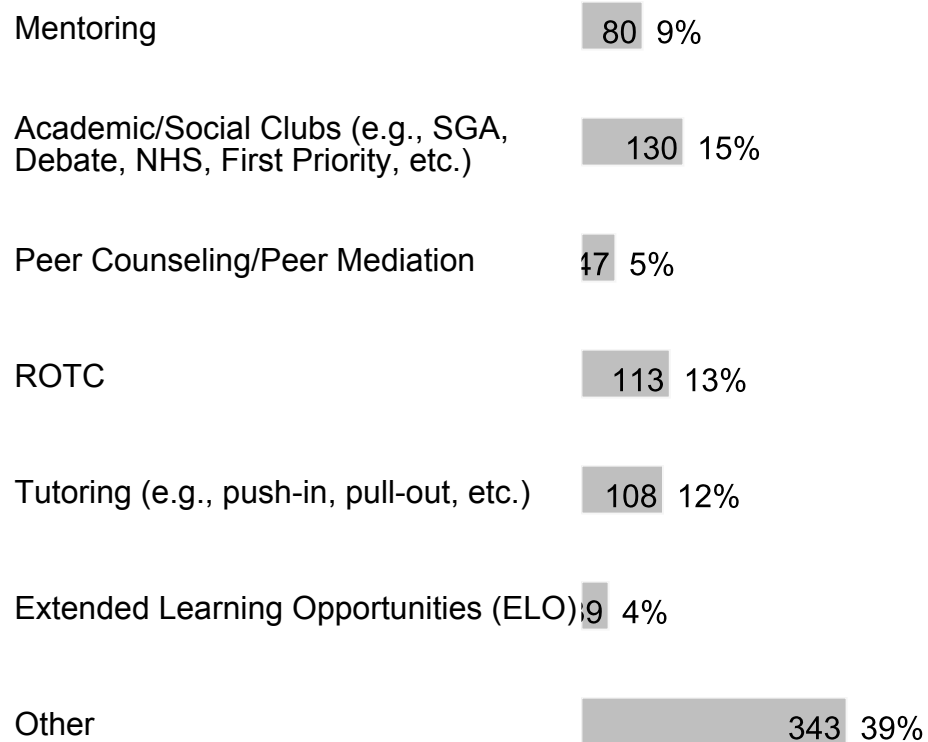 Mentoring 80 9%
Academic/Social Clubs (e.g., SGA,
Debate, NHS, First Priority, etc.) 130 15%
Peer Counseling/Peer Mediation 47 5%
ROTC 113 13%
Tutoring (e.g., push-in, pull-out, etc.) 108 12%
Extended Learning Opportunities (ELO) 39 4%
Other 343 39%